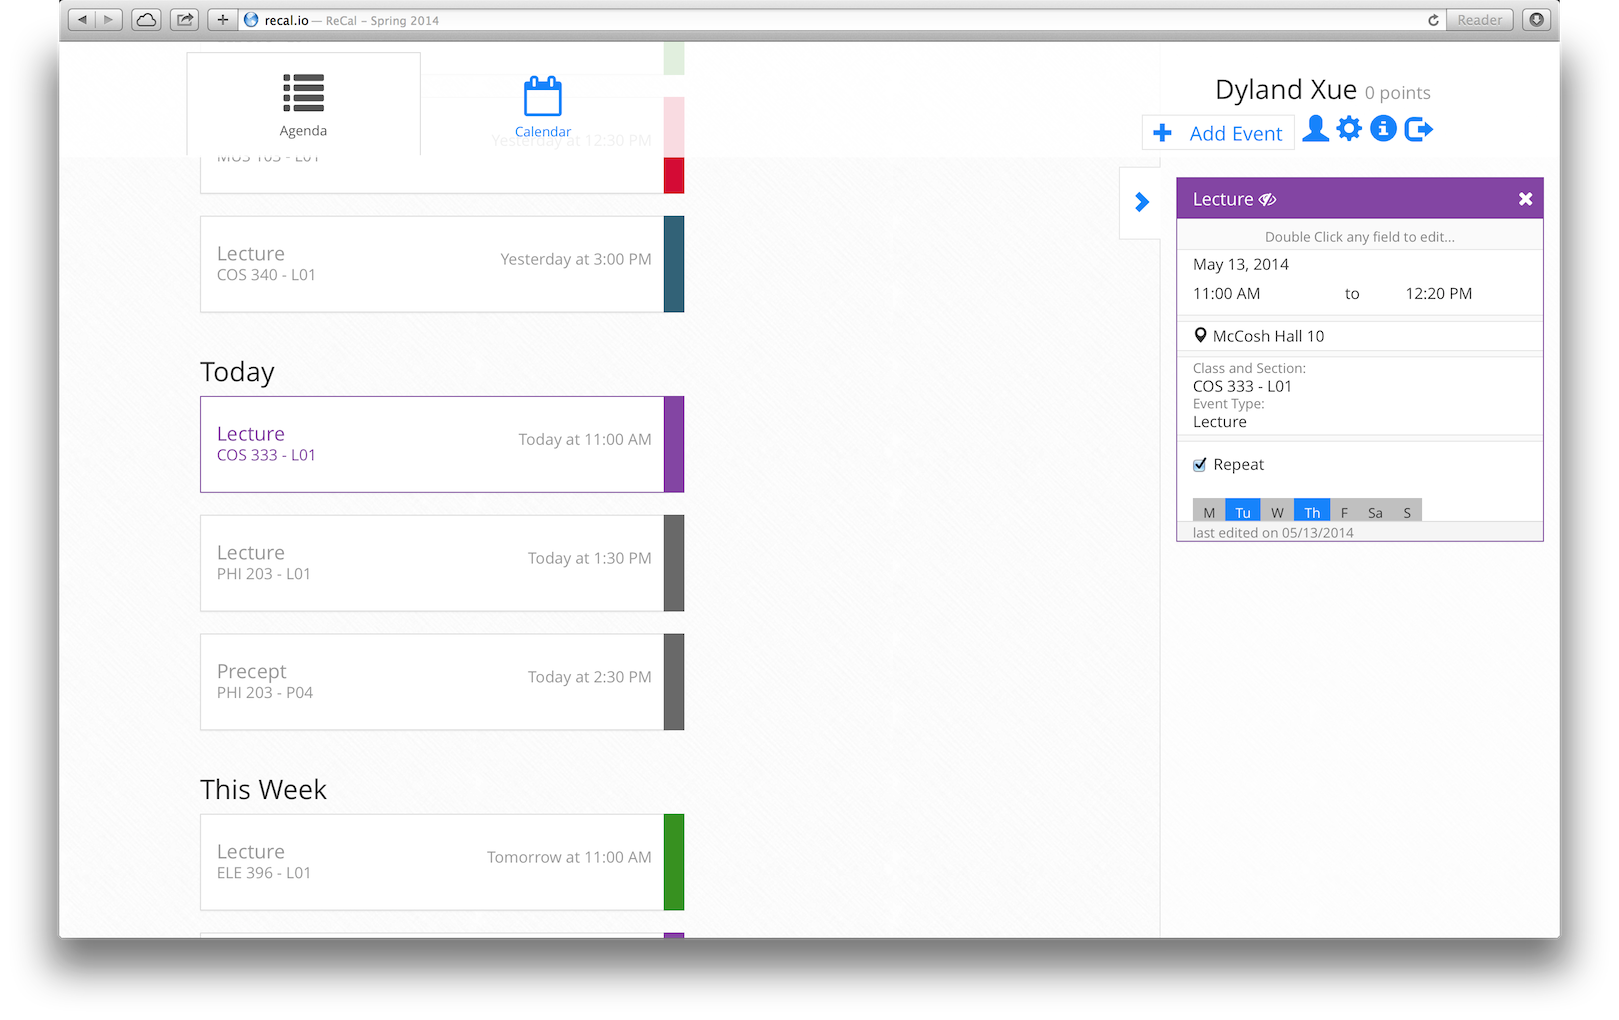 recal.io — ReCal – Spring 2014
Reader
Agenda
Calendar
Dyland Xue 0 points
Add Event
Yesterday at 12:30 PM
MUS 103 - L01
Lecture
COS 340 - L01
Yesterday at 3:00 PM
Today
Lecture
COS 333 - L01
Today at 11:00 AM
Lecture
PHI 203 - L01
Today at 1:30 PM
Precept
PHI 203 - P04
Today at 2:30 PM
This Week
Lecture
ELE 396 - L01
Tomorrow at 11:00 AM
Lecture
Double Click any field to edit...
May 13, 2014
11:00 AM to 12:20 PM
McCosh Hall 10
Class and Section:
COS 333 - L01
Event Type:
Lecture
Repeat
M Tu W Th F Sa S
last edited on 05/13/2014